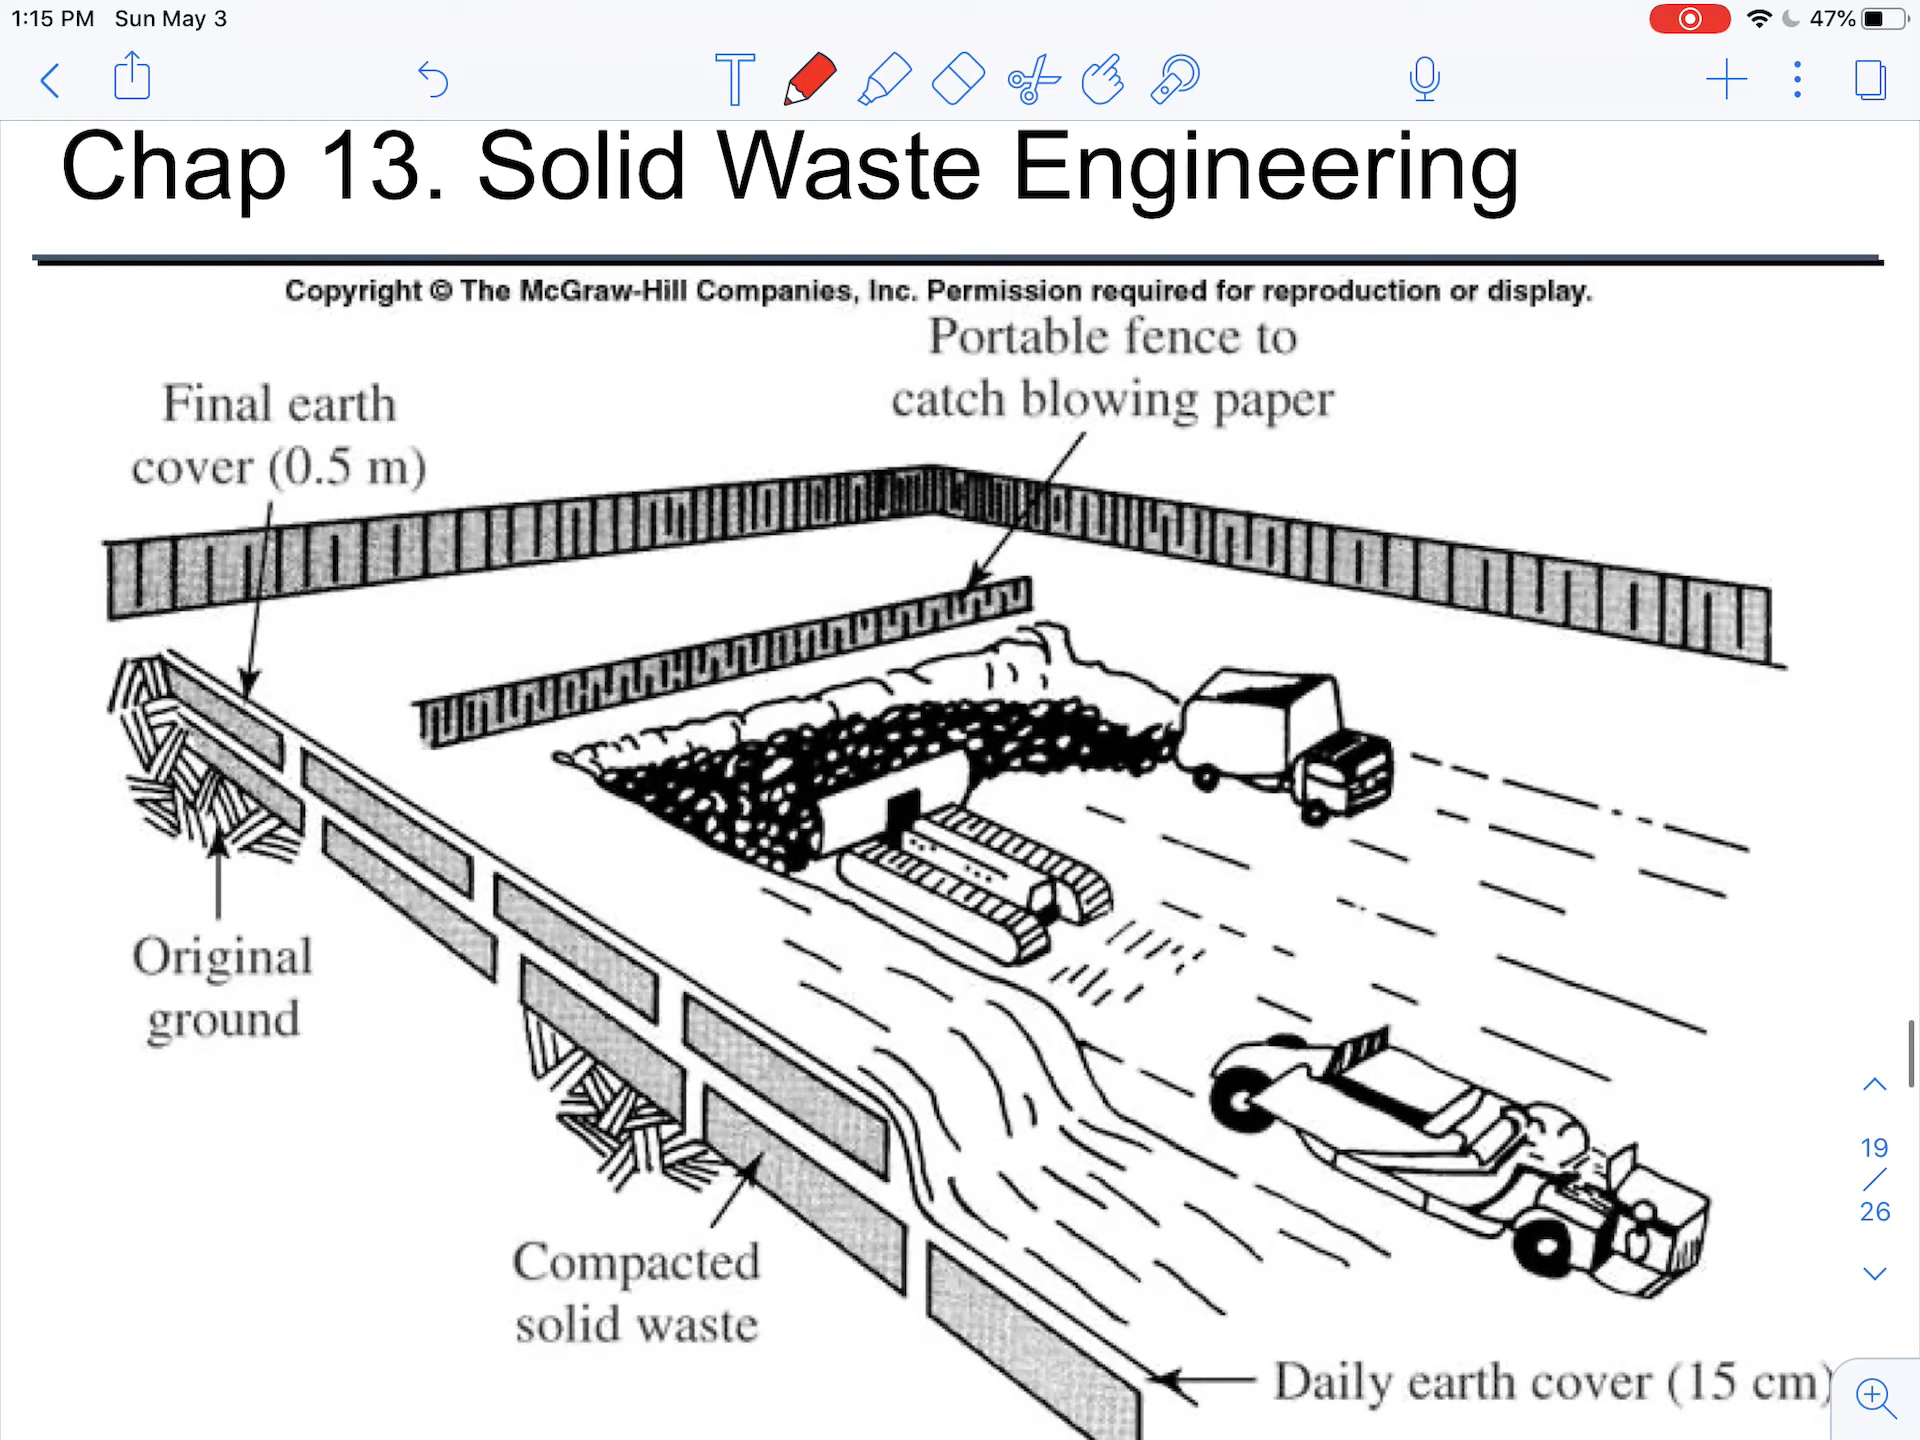 1:15 PM Sun May 3
47%
Chap 13. Solid Waste Engineering
Copyright © The McGraw-Hill Companies, Inc. Permission required for reproduction or display.
Portable fence to
catch blowing paper
Final earth
cover (0.5 m)
Original
ground
19
/
26
Compacted
solid waste
Daily earth cover (15 cm)